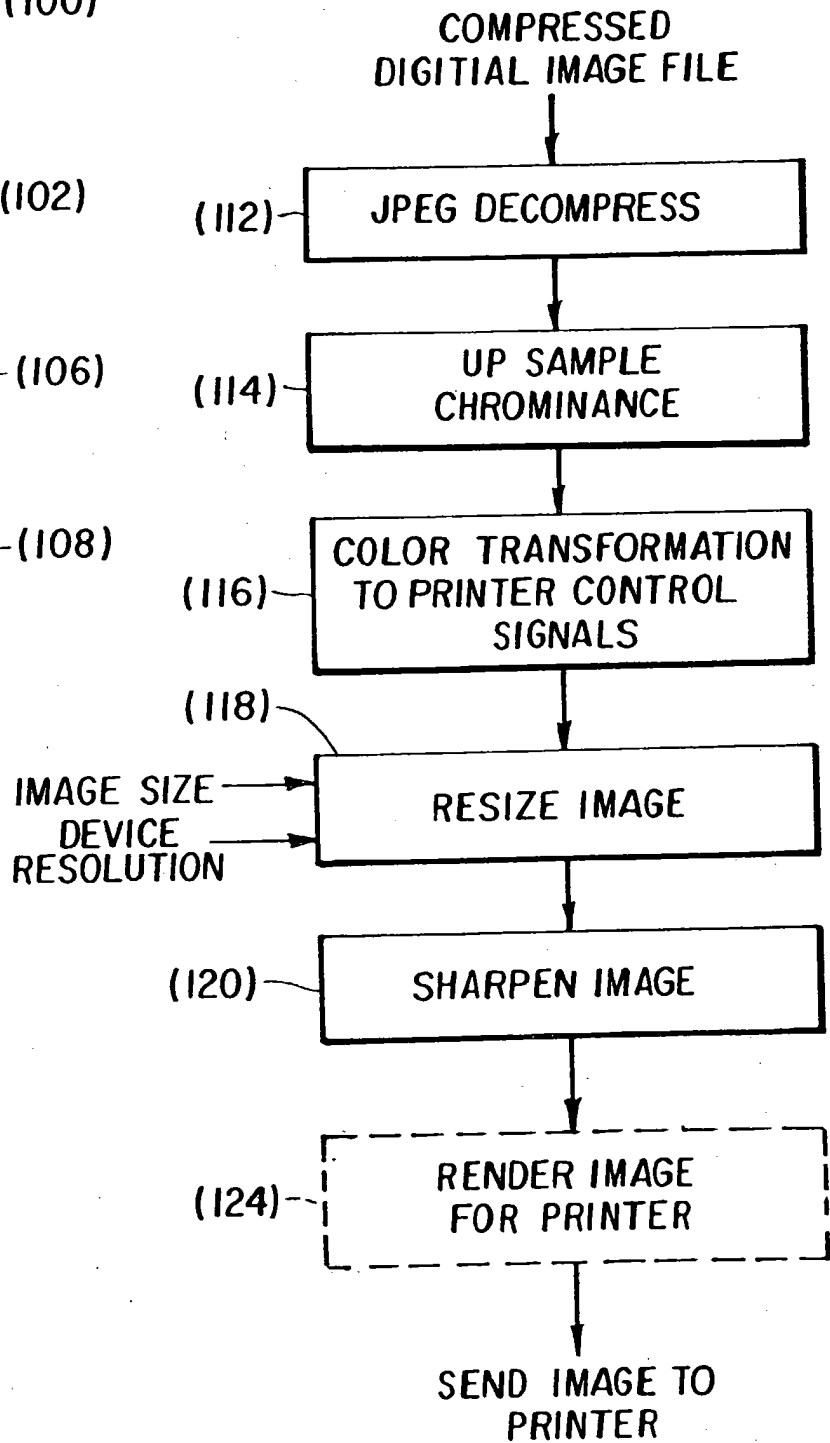 (100)
COMPRESSED
DIGITIAL IMAGE FILE
(102)
(112)
JPEG DECOMPRESS
(106)
(114)
UP SAMPLE
CHROMINANCE
(108)
(116)
COLOR TRANSFORMATION
TO PRINTER CONTROL
SIGNALS
(118)
IMAGE SIZE
DEVICE
RESOLUTION
RESIZE IMAGE
(120)
SHARPEN IMAGE
(124)
RENDER IMAGE
FOR PRINTER
SEND IMAGE TO
PRINTER